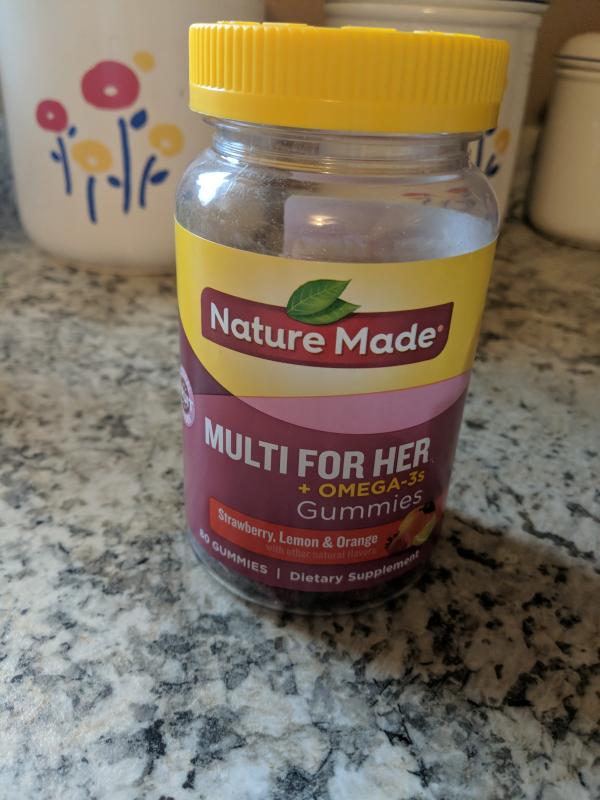 Nature Made®
MULTI FOR HER
+ OMEGA-3s
Gummies
Strawberry, Lemon & Orange
with other natural flavors
80 GUMMIES | Dietary Supplement